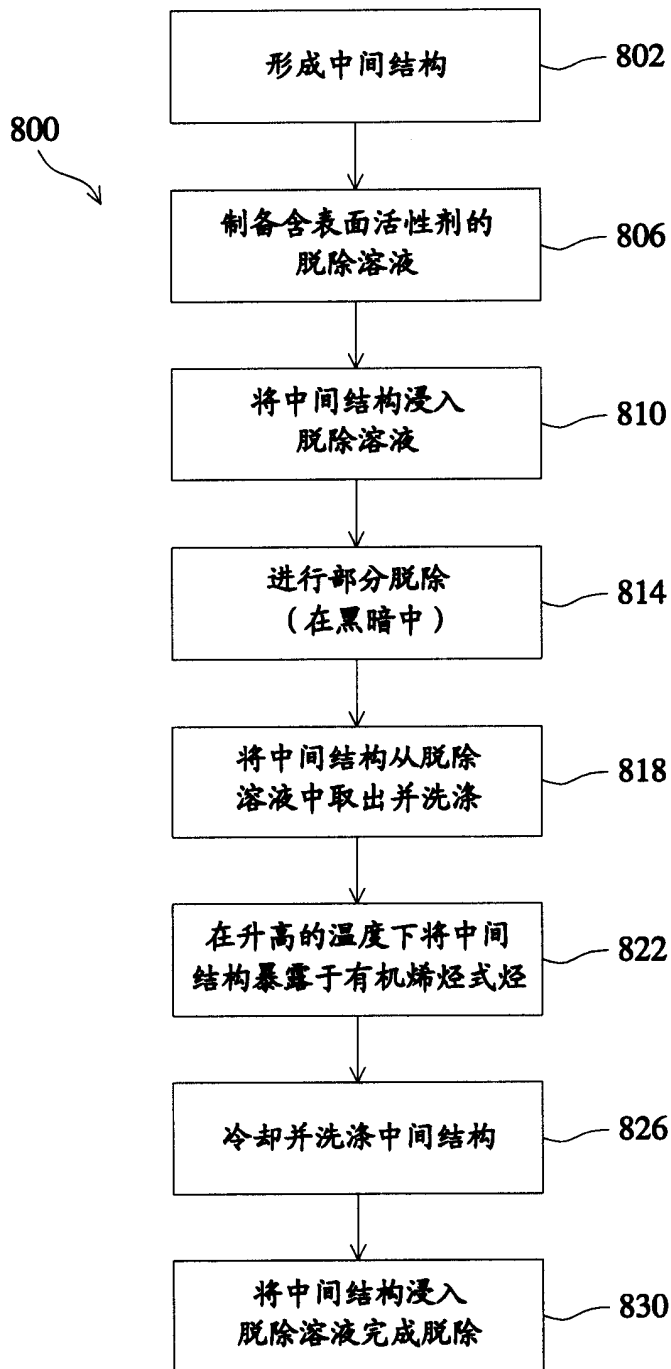 形成中间结构
802
800
制备含表面活性剂的
脱除溶液
806
将中间结构浸入
脱除溶液
810
进行部分脱除
（在黑暗中）
814
将中间结构从脱除
溶液中取出并洗涤
818
在升高的温度下将中间
结构暴露于有机烯烃式烃
822
冷却并洗涤中间结构
826
将中间结构浸入
脱除溶液完成脱除
830